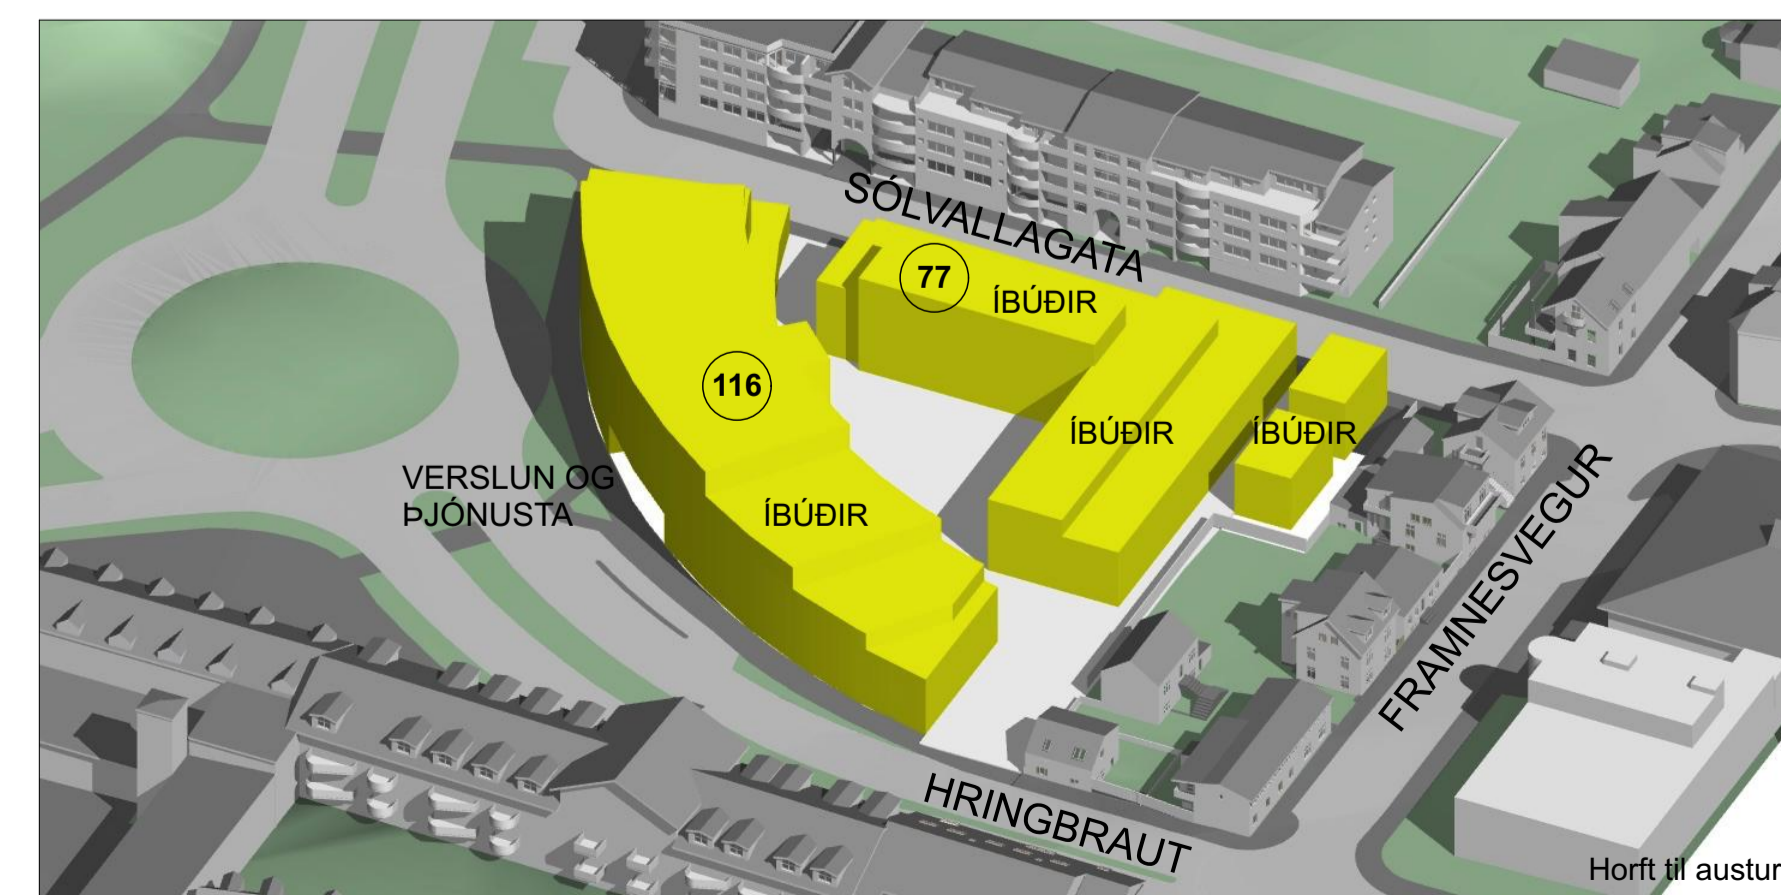 SÓLVALLAGATA
77
ÍBÚÐIR
116
ÍBÚÐIR
ÍBÚÐIR
VERSLUN OG
ÞJÓNUSTA
ÍBÚÐIR
FRAMNESVEGUR
HRINGBRAUT
Horft til austur